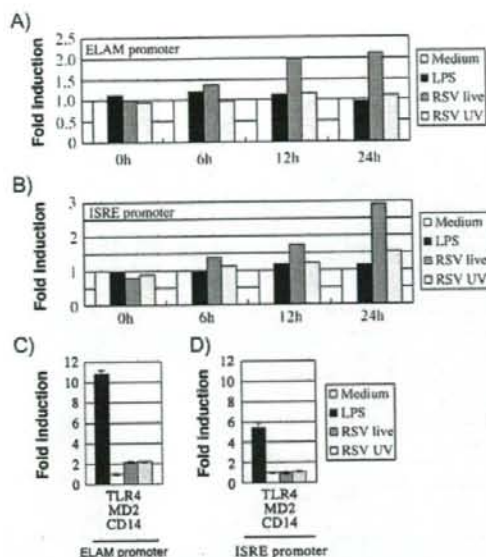 A)
2.5
2.0
1.5
1.0
0.5
0
Fold induction
ELAM promoter
0h
6h
12h
24h
Medium
LPS
RSV live
RSV UV
B)
3
2
1
0
Fold induction
ISRE promoter
0h
6h
12h
24h
Medium
LPS
RSV live
RSV UV
C)
12
10
8
6
4
2
0
Fold induction
TLR4
MD2
CD14
ELAM promoter
D)
12
10
8
6
4
2
0
Fold induction
TLR4
MD2
CD14
ISRE promoter
Medium
LPS
RSV live
RSV UV